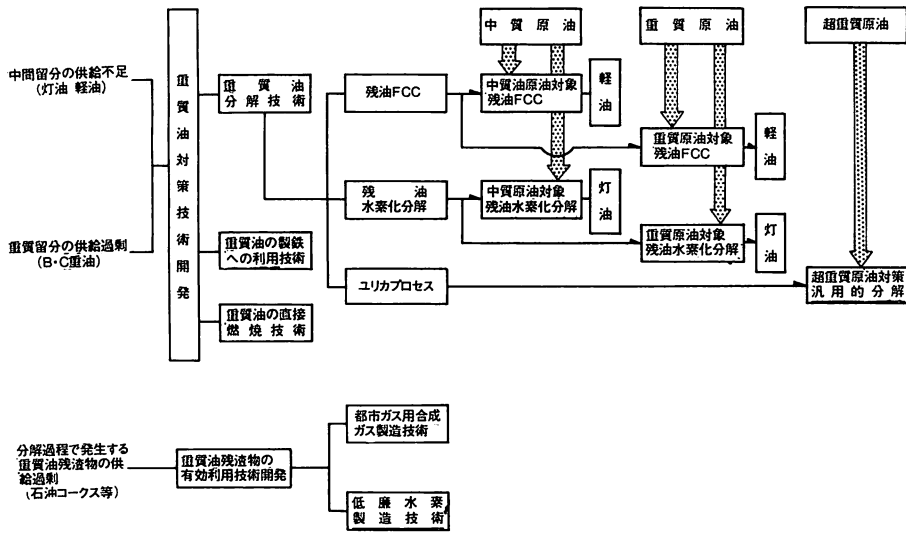 中質原油
重質原油
超重質原油
中間留分の供給不足
(灯油 軽油)
重質留分の供給過剰
(B・C重油)
重質油対策技術開発
重質油
分解技術
重質油の製鉄
への利用技術
重質油の直接
燃焼技術
残油FCC
残油
水素化分解
ユリカプロセス
中質油原油対象
残油FCC
軽油
重質原油対象
残油FCC
軽油
中質原油対象
残油水素化分解
灯油
重質原油対象
残油水素化分解
灯油
超重質原油対策
汎用的分解
分解過程で発生する
重質油残渣物の供
給過剰
(石油コークス等)
重質油残渣物の
有効利用技術開発
都市ガス用合成
ガス製造技術
低廉水素
製造技術